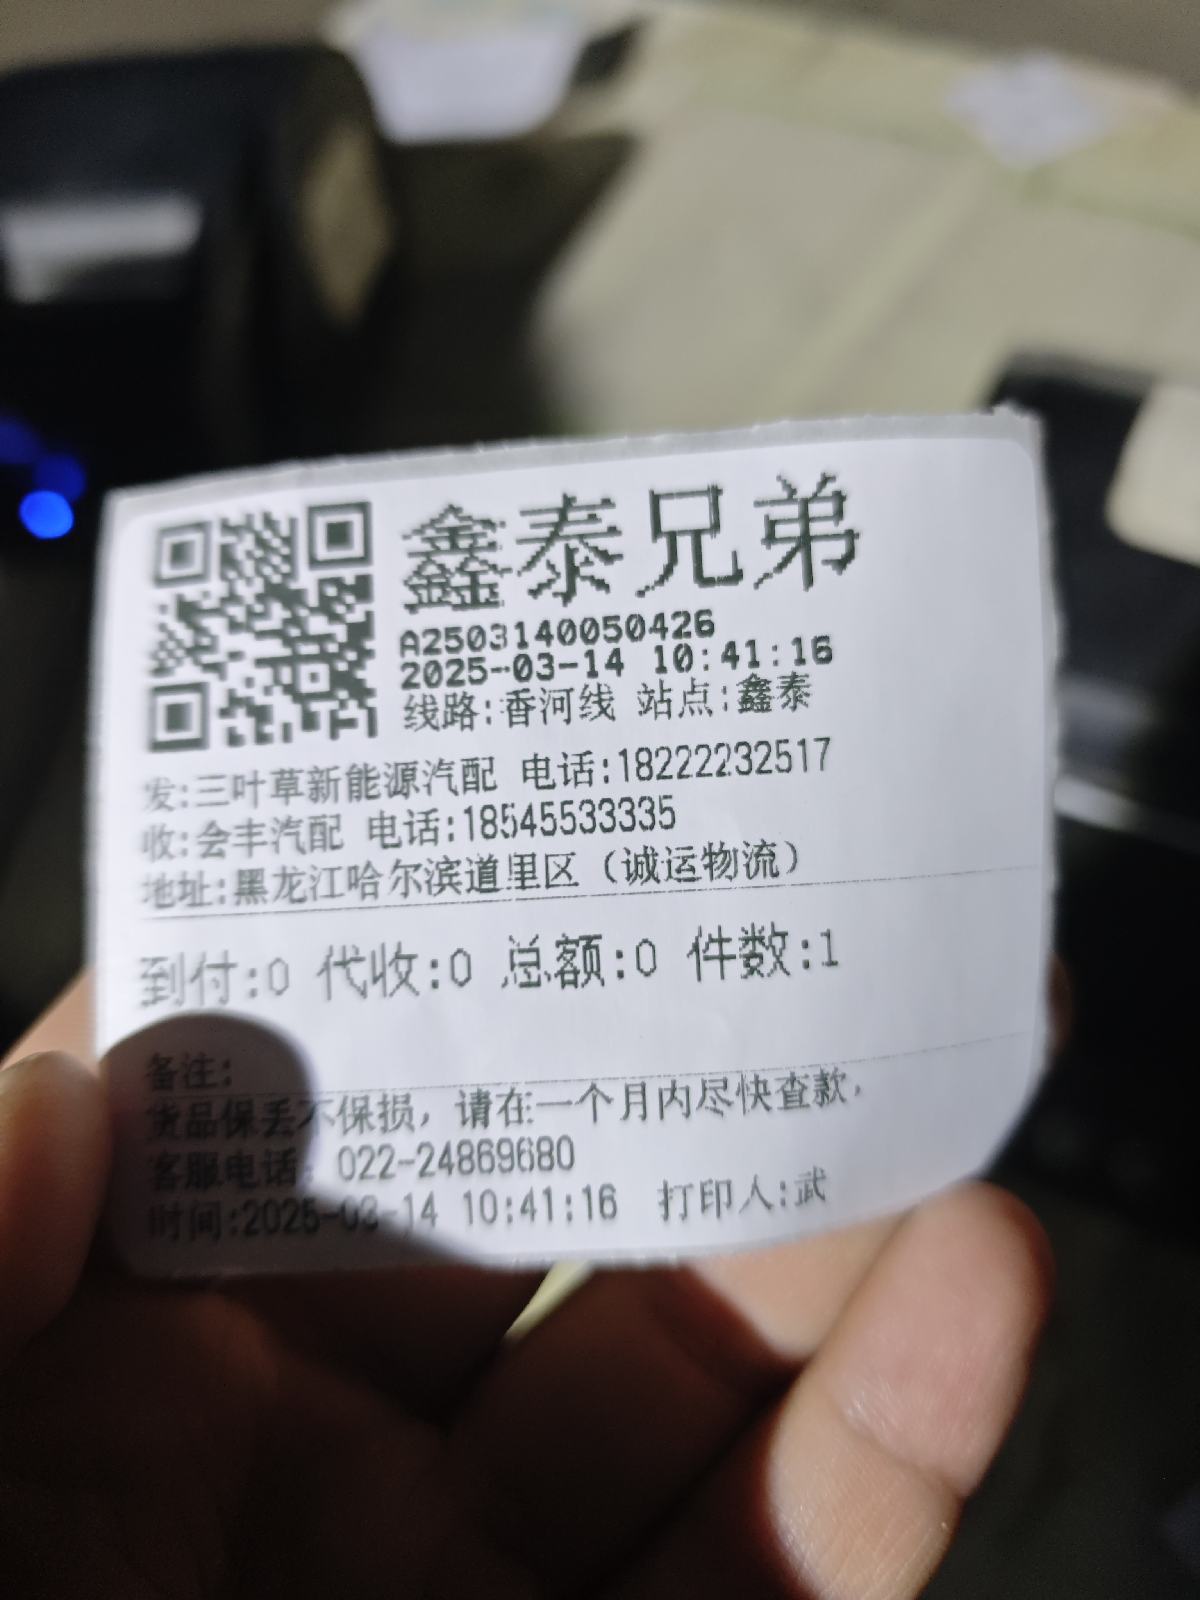 鑫泰兄弟
A2503140050426
2025-03-14 10:41:16
线路:香河线 站点:鑫泰
发:三叶草新能源汽配 电话:18222232517
收:会丰汽配 电话:18545533335
地址:黑龙江哈尔滨道里区（诚运物流）
到付:0 代收:0 总额:0 件数:1
备注:
货品保丢不保损，请在一个月内尽快查款，
客服电话：022-24869680
时间:2025-03-14 10:41:16 打印人:武